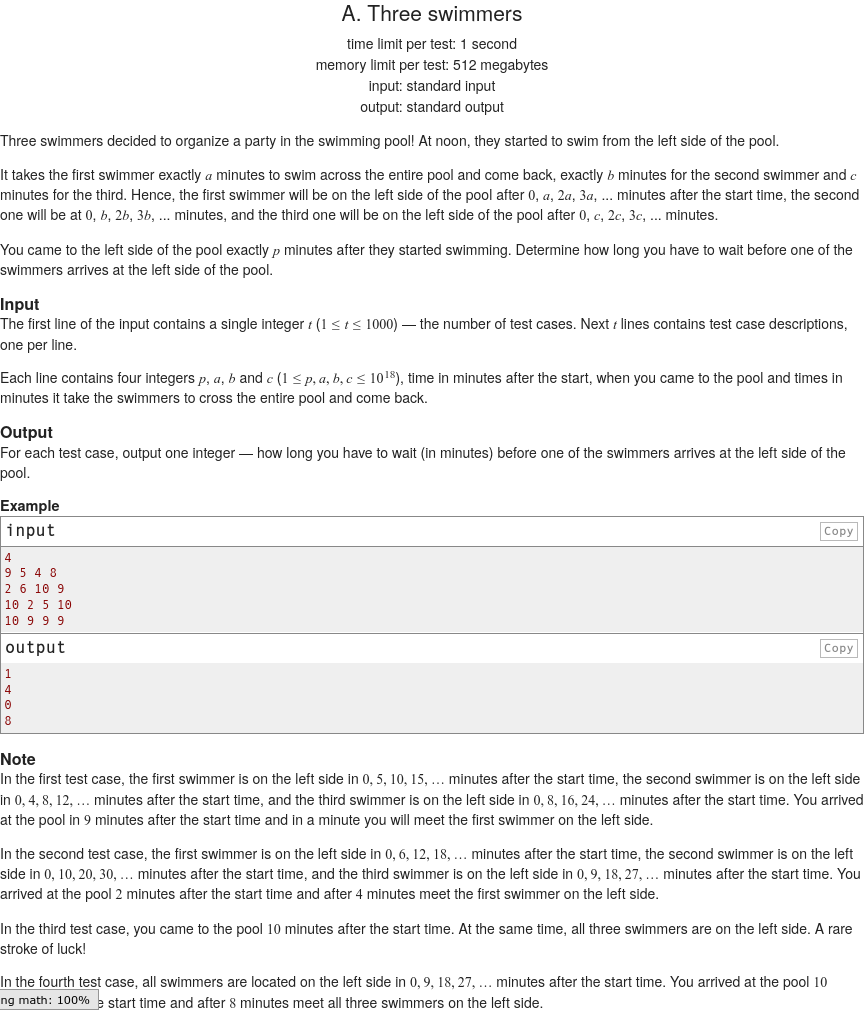 A. Three swimmers
time limit per test: 1 second
memory limit per test: 512 megabytes
input: standard input
output: standard output
Three swimmers decided to organize a party in the swimming pool! At noon, they started to swim from the left side of the pool.
It takes the first swimmer exactly a minutes to swim across the entire pool and come back, exactly b minutes for the second swimmer and c
minutes for the third. Hence, the first swimmer will be on the left side of the pool after 0, a, 2a, 3a, ... minutes after the start time, the second
one will be at 0, b, 2b, 3b, ... minutes, and the third one will be on the left side of the pool after 0, c, 2c, 3c, ... minutes.
You came to the left side of the pool exactly p minutes after they started swimming. Determine how long you have to wait before one of the
swimmers arrives at the left side of the pool.
Input
The first line of the input contains a single integer t (1 ≤ t ≤ 1000) — the number of test cases. Next t lines contains test case descriptions,
one per line.
Each line contains four integers p, a, b and c (1 ≤ p, a, b, c ≤ 10¹⁸), time in minutes after the start, when you came to the pool and times in
minutes it take the swimmers to cross the entire pool and come back.
Output
For each test case, output one integer — how long you have to wait (in minutes) before one of the swimmers arrives at the left side of the
pool.
Example
input Copy
4
9 5 4 8
2 6 10 9
10 2 5 10
10 9 9 9
output Copy
1
4
0
8
Note
In the first test case, the first swimmer is on the left side in 0, 5, 10, 15, … minutes after the start time, the second swimmer is on the left side
in 0, 4, 8, 12, … minutes after the start time, and the third swimmer is on the left side in 0, 8, 16, 24, … minutes after the start time. You arrived
at the pool in 9 minutes after the start time and in a minute you will meet the first swimmer on the left side.
In the second test case, the first swimmer is on the left side in 0, 6, 12, 18, … minutes after the start time, the second swimmer is on the left
side in 0, 10, 20, 30, … minutes after the start time, and the third swimmer is on the left side in 0, 9, 18, 27, … minutes after the start time. You
arrived at the pool 2 minutes after the start time and after 4 minutes meet the first swimmer on the left side.
In the third test case, you came to the pool 10 minutes after the start time. At the same time, all three swimmers are on the left side. A rare
stroke of luck!
In the fourth test case, all swimmers are located on the left side in 0, 9, 18, 27, … minutes after the start time. You arrived at the pool 10
ng math: 100% e start time and after 8 minutes meet all three swimmers on the left side.